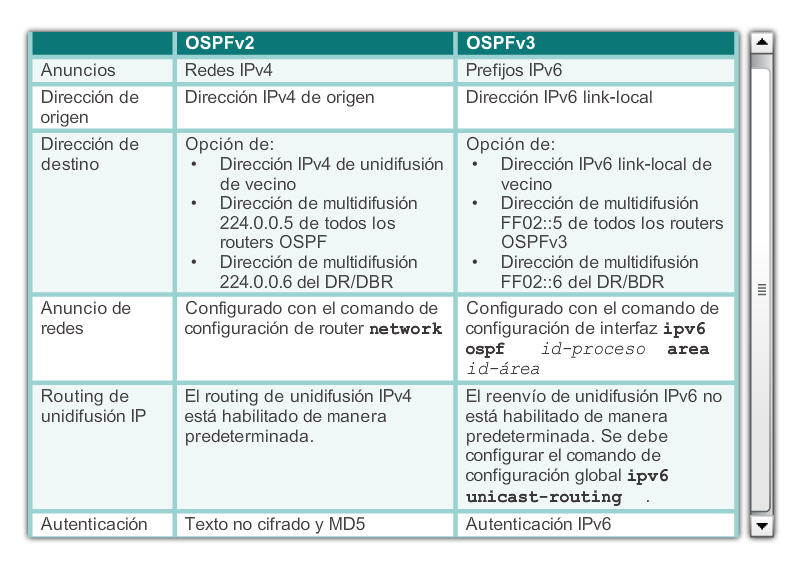 OSPFv2 OSPFv3
Anuncios Redes IPv4 Prefijos IPv6
Dirección de origen Dirección IPv4 de origen Dirección IPv6 link-local
Dirección de
destino
Opción de:
• Dirección IPv4 de unidifusión
de vecino
• Dirección de multidifusión
224.0.0.5 de todos los
routers OSPF
• Dirección de multidifusión
224.0.0.6 del DR/DBR
Opción de:
• Dirección IPv6 link-local de
vecino
• Dirección de multidifusión
FF02::5 de todos los routers
OSPFv3
• Dirección de multidifusión
FF02::6 del DR/BDR
Anuncio de
redes
Configurado con el comando de
configuración de router network
Configurado con el comando de
configuración de interfaz ipv6
ospf id-proceso area
id-área
Routing de
unidifusión IP
El routing de unidifusión IPv4
está habilitado de manera
predeterminada.
El reenvío de unidifusión IPv6 no
está habilitado de manera
predeterminada. Se debe
configurar el comando de
configuración global ipv6
unicast-routing .
Autenticación Texto no cifrado y MD5 Autenticación IPv6